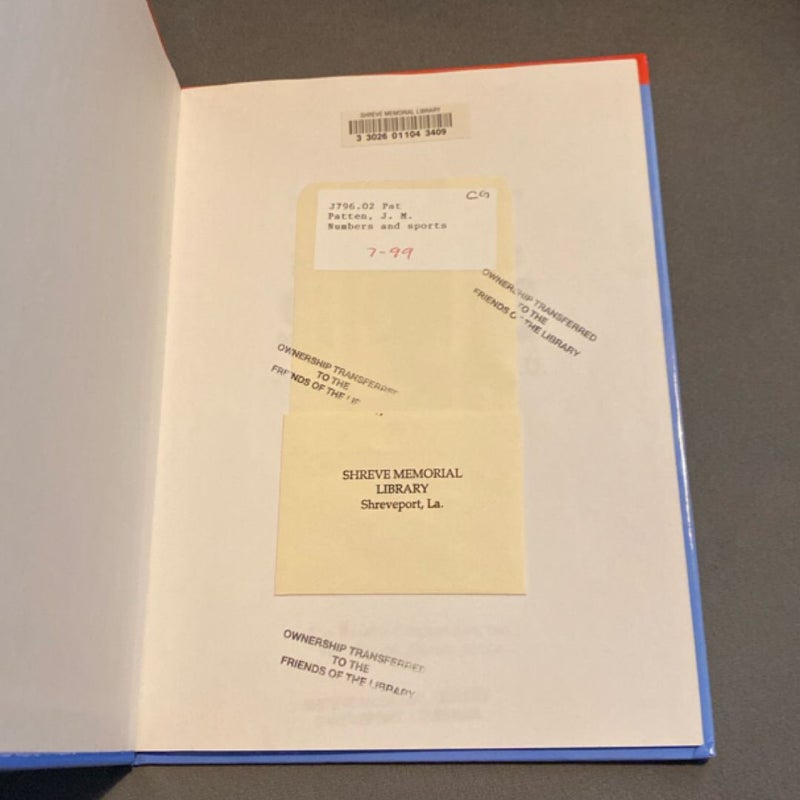 SHREVE MEMORIAL LIBRARY
3 3026 01104 3409
CG
J796.02 Pat
Patten, J. M.
Numbers and sports
7-99
OWNERSHIP TRANSFERRED
TO THE
FRIENDS OF THE LIBRARY
OWNERSHIP TRANSFERRED
TO THE
FRIENDS OF THE
SHREVE MEMORIAL
LIBRARY
Shreveport, La.
OWNERSHIP TRANSFERRED
TO THE
FRIENDS OF THE LIBRARY